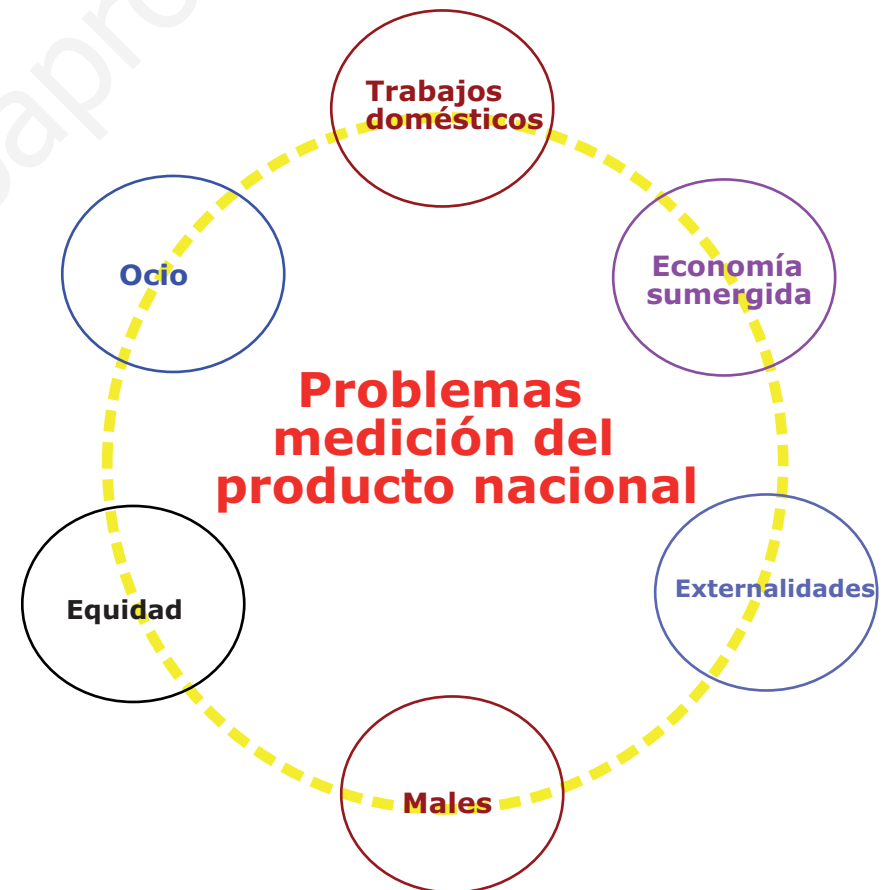 Trabajos
domésticos
Economía
sumergida
Ocio
Problemas
medición del
producto nacional
Externalidades
Equidad
Males